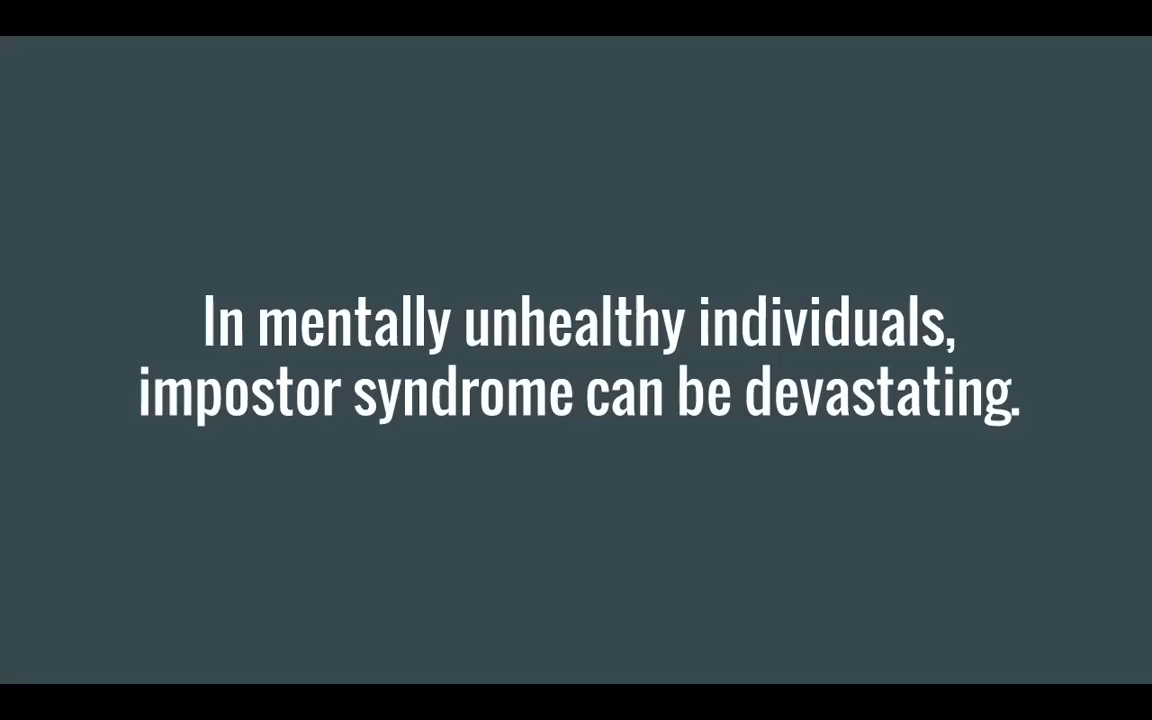 In mentally unhealthy individuals,
impostor syndrome can be devastating.